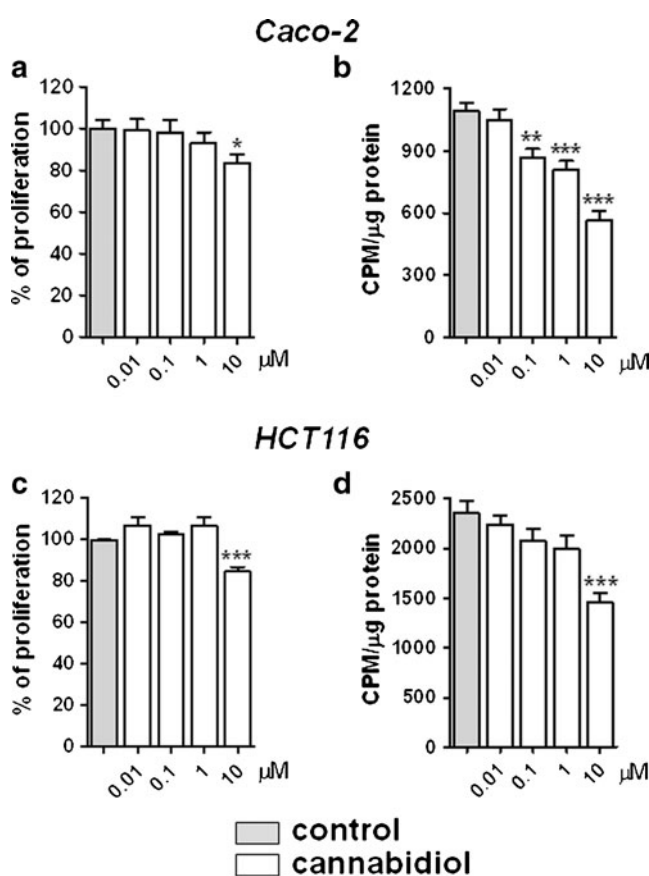 Caco-2
a
120
100
80
60
40
20
0
% of proliferation
*
0.01 0.1 1 10 μM
b
1200
900
600
300
0
CPM/μg protein
** *** ***
0.01 0.1 1 10 μM
HCT116
c
120
100
80
60
40
20
0
% of proliferation
***
0.01 0.1 1 10 μM
d
2500
2000
1500
1000
500
0
CPM/μg protein
***
0.01 0.1 1 10 μM
control
cannabidiol